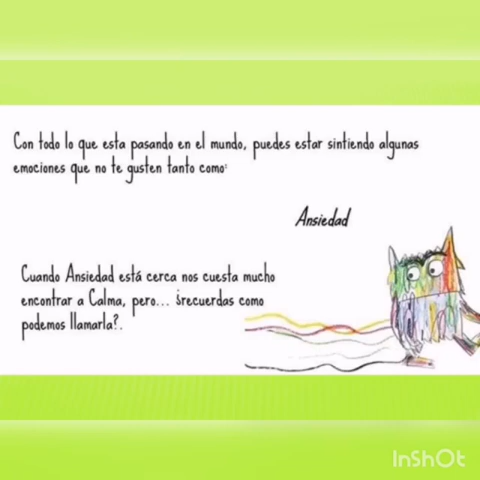 Con todo lo que esta pasando en el mundo, puedes estar sintiendo algunas
emociones que no te gusten tanto como:
Ansiedad
Cuando Ansiedad está cerca nos cuesta mucho
encontrar a Calma, pero... ¿recuerdas como
podemos llamarla?.
InShOt